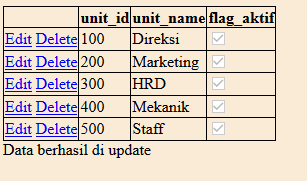 unit_id unit_name flag_aktif
Edit Delete 100 Direksi
Edit Delete 200 Marketing
Edit Delete 300 HRD
Edit Delete 400 Mekanik
Edit Delete 500 Staff
Data berhasil di update